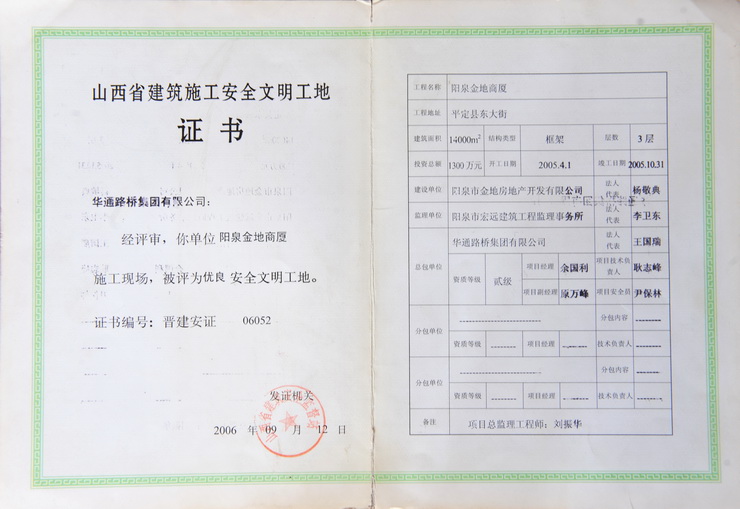 山西省建筑施工安全文明工地
证书
华通路桥集团有限公司：
经评审，你单位 阳泉金地商厦
施工现场，被评为优良 安全文明工地。
证书编号：晋建安证 06052
发证机关
2006 年 09 月 12 日
工程名称 阳泉金地商厦
工程地址 平定县东大街
建筑面积 14000m² 结构类型 框架 层数 3 层
投资总额 1300 万元 开工日期 2005.4.1 竣工日期 2005.10.31
建设单位 阳泉市金地房地产开发有限公司 法人代表 杨敬典
监理单位 阳泉市宏远建筑工程监理事务所 法人代表 李卫东
总包单位 华通路桥集团有限公司 法人代表 王国瑞
资质等级 贰级 项目经理 余国利 项目技术负责人 耿志峰
项目副经理 原万峰 项目安全员 尹保林
分包单位 ---------------------- 分包内容 --------
资质等级 -------- 项目经理 -------- 技术负责人 --------
分包单位 ---------------------- 分包内容 --------
资质等级 -------- 项目经理 -------- 技术负责人 --------
备注 项目总监理工程师：刘振华